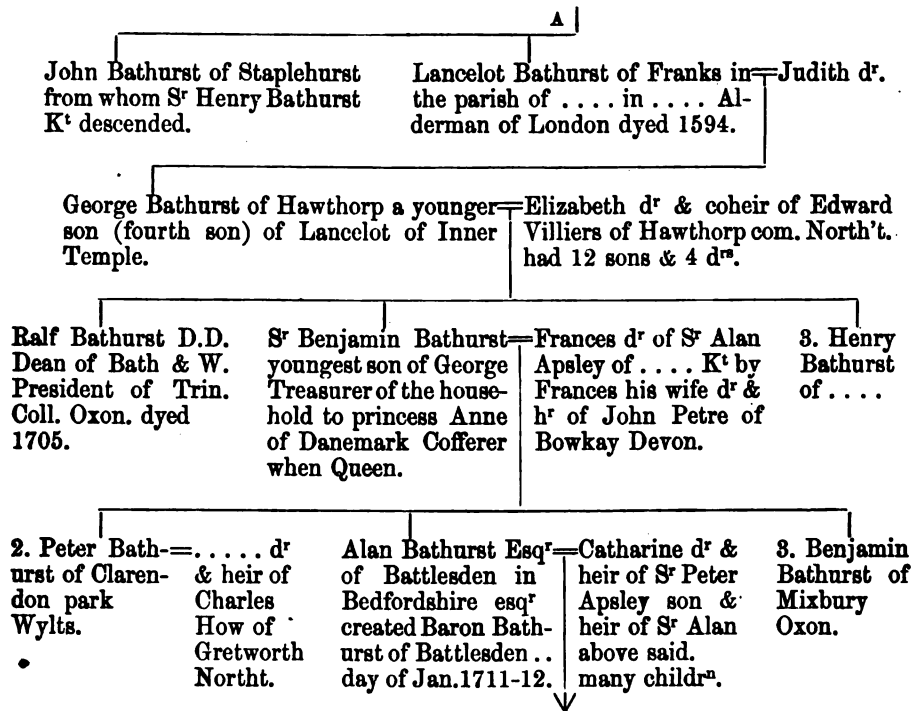 A
John Bathurst of Staplehurst
from whom Sʳ Henry Bathurst
Kᵗ descended.
Lancelot Bathurst of Franks in=Judith dʳ.
the parish of . . . . in . . . . Al-
derman of London dyed 1594.
George Bathurst of Hawthorp a younger=Elizabeth dʳ & coheir of Edward
son (fourth son) of Lancelot of Inner
Temple.
Villiers of Hawthorp com. North't.
had 12 sons & 4 dʳˢ.
Ralf Bathurst D.D.
Dean of Bath & W.
President of Trin.
Coll. Oxon. dyed
1705.
Sʳ Benjamin Bathurst=
youngest son of George
Treasurer of the house-
hold to princess Anne
of Danemark Cofferer
when Queen.
Frances dʳ of Sʳ Alan
Apsley of . . . . Kᵗ by
Frances his wife dʳ &
hʳ of John Petre of
Bowkay Devon.
3. Henry
Bathurst
of . . . .
2. Peter Bath-=
urst of Claren-
don park
Wylts.
. . . . . dʳ
& heir of
Charles
How of
Gretworth
Northt.
Alan Bathurst Esqʳ=
of Battlesden in
Bedfordshire esqʳ
created Baron Bath-
urst of Battlesden . .
day of Jan. 1711-12.
Catharine dʳ &
heir of Sʳ Peter
Apsley son &
heir of Sʳ Alan
above said.
many childrⁿ.
3. Benjamin
Bathurst of
Mixbury
Oxon.